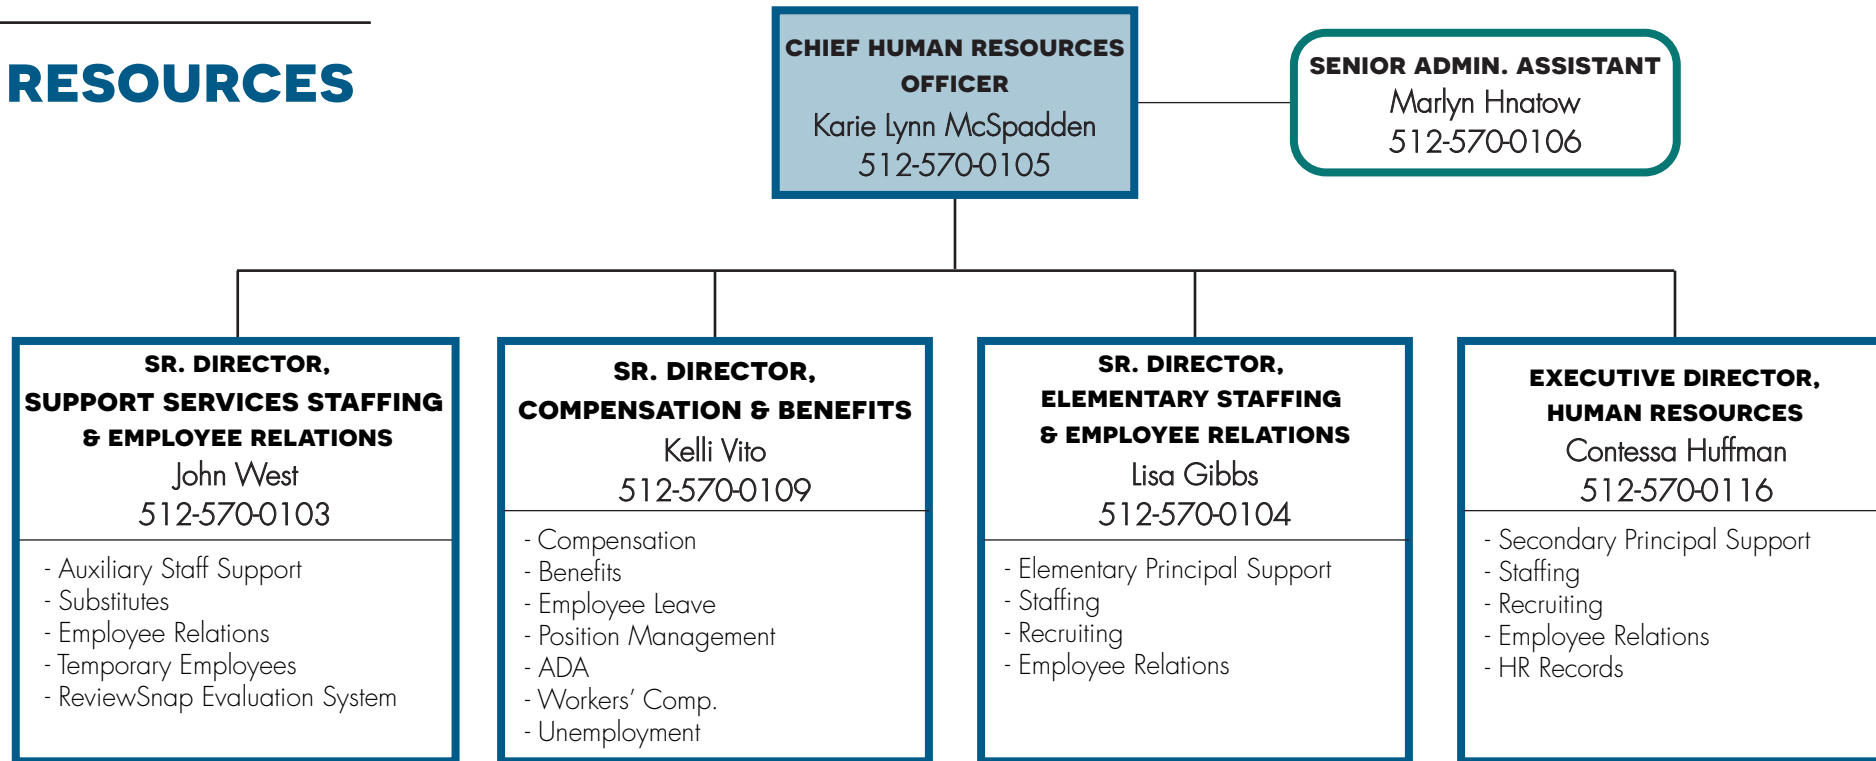 RESOURCES
CHIEF HUMAN RESOURCES
OFFICER
Karie Lynn McSpadden
512-570-0105
SENIOR ADMIN. ASSISTANT
Marlyn Hnatow
512-570-0106
SR. DIRECTOR,
SUPPORT SERVICES STAFFING
& EMPLOYEE RELATIONS
John West
512-570-0103
- Auxiliary Staff Support
- Substitutes
- Employee Relations
- Temporary Employees
- ReviewSnap Evaluation System
SR. DIRECTOR,
COMPENSATION & BENEFITS
Kelli Vito
512-570-0109
- Compensation
- Benefits
- Employee Leave
- Position Management
- ADA
- Workers’ Comp.
- Unemployment
SR. DIRECTOR,
ELEMENTARY STAFFING
& EMPLOYEE RELATIONS
Lisa Gibbs
512-570-0104
- Elementary Principal Support
- Staffing
- Recruiting
- Employee Relations
EXECUTIVE DIRECTOR,
HUMAN RESOURCES
Contessa Huffman
512-570-0116
- Secondary Principal Support
- Staffing
- Recruiting
- Employee Relations
- HR Records